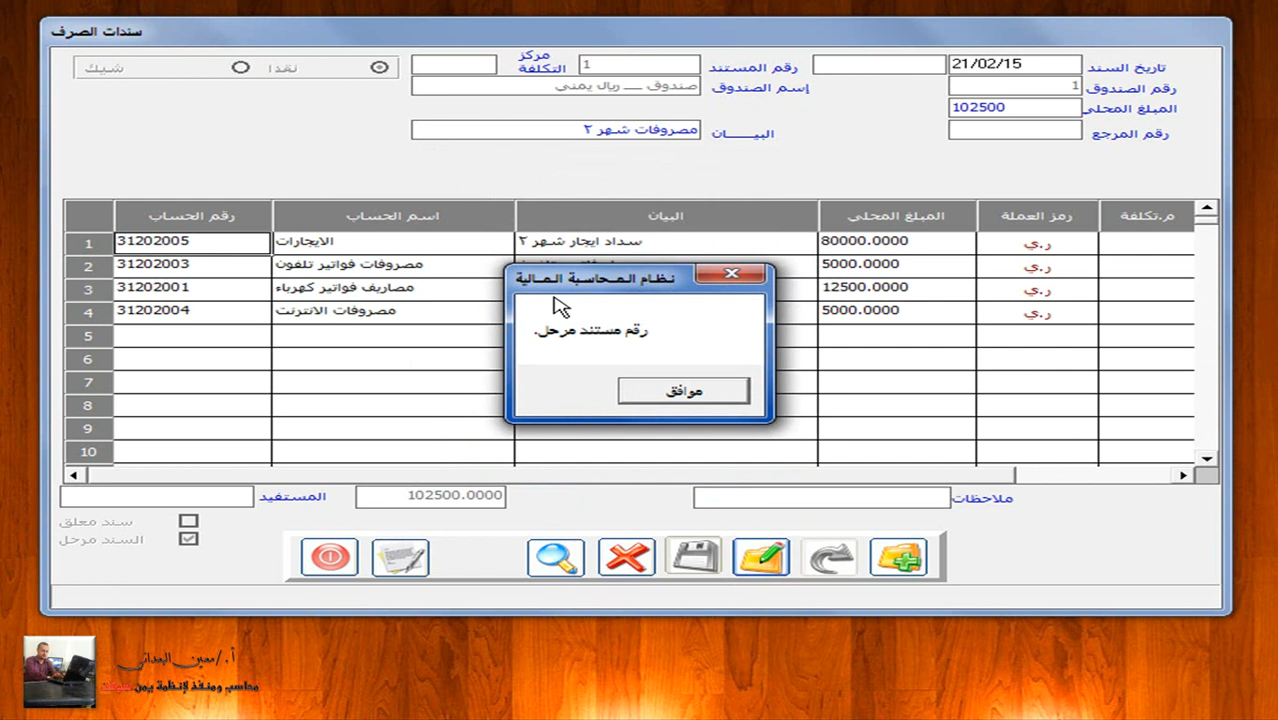 سندات الصرف
تاريخ السند 21/02/15 رقم المستند 1 مركز التكلفة نقدا شيك
رقم الصندوق 1 إسم الصندوق صندوق ـــ ريال يمني
المبلغ المحلي 102500
رقم المرجع البيـــــان مصروفات شهر ٢
رقم الحساب اسم الحساب البيان المبلغ المحلي رمز العملة م.تكلفة
1 31202005 الايجارات سداد ايجار شهر ٢ 80000.0000 ر.ي
2 31202003 مصروفات فواتير تلفون 5000.0000 ر.ي
3 31202001 مصاريف فواتير كهرباء 12500.0000 ر.ي
4 31202004 مصروفات الانترنت 5000.0000 ر.ي
5
6
7
8
9
10
نظام المحاسبة المالية
رقم مستند مرحل.
موافق
ملاحظات 102500.0000 المستفيد
سند معلق
السند مرحل
محاسب ومنفذ لإنظمة يمن